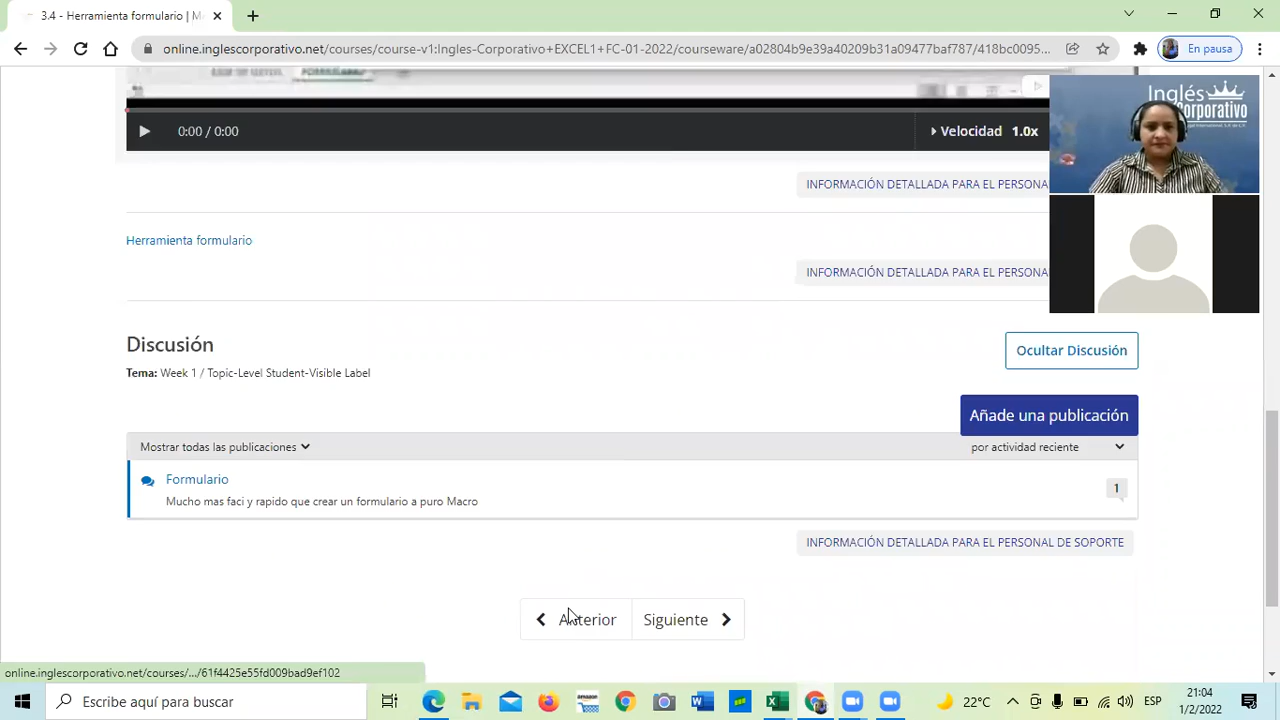 3.4 - Herramienta formulario | M
online.inglescorporativo.net/courses/course-v1:Inglés-Corporativo+EXCEL1+FC-01-2022/courseware/a02804b9e39a40209b31a09477baf787/418bc0095...
En pausa
Inglés
Corporativo
0:00 / 0:00
Velocidad 1.0x
INFORMACIÓN DETALLADA PARA EL PERSONA
Herramienta formulario
INFORMACIÓN DETALLADA PARA EL PERSONA
Discusión
Ocultar Discusión
Tema: Week 1 / Topic-Level Student-Visible Label
Añade una publicación
Mostrar todas las publicaciones
por actividad reciente
Formulario
Mucho mas faci y rapido que crear un formulario a puro Macro
1
INFORMACIÓN DETALLADA PARA EL PERSONAL DE SOPORTE
Anterior
Siguiente
online.inglescorporativo.net/courses/.../61f4425e55fd009bad9ef102
Escribe aquí para buscar
22°C
ESP
21:04
1/2/2022